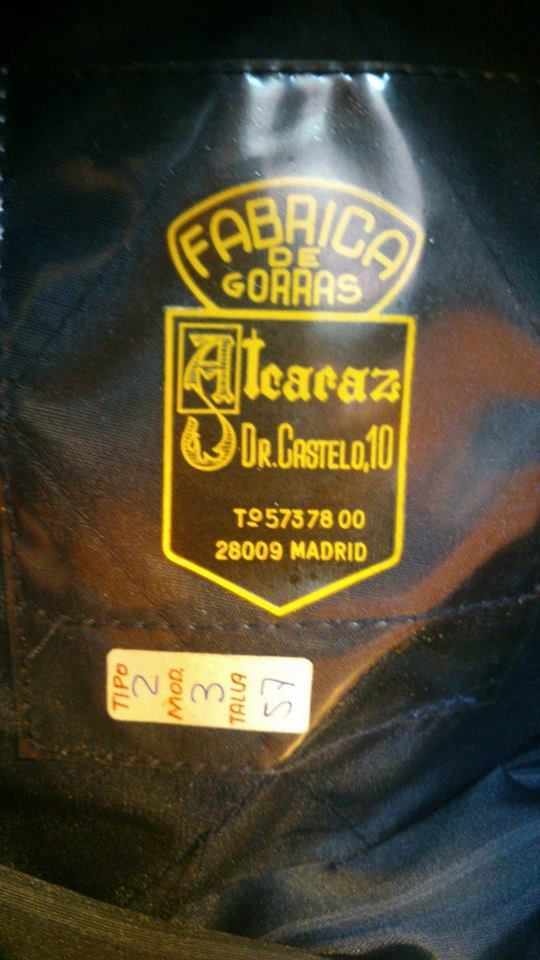 FABRICA
DE
GORRAS
Alcaraz
DR. CASTELO, 10
Tº 573 78 00
28009 MADRID
TIPO 2 MOD. 3 TALLA 57